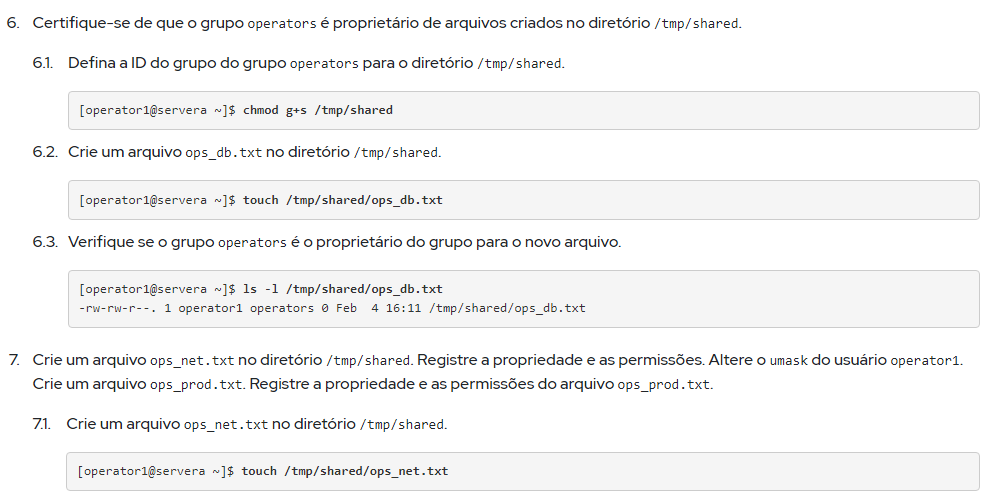 6. Certifique-se de que o grupo operators é proprietário de arquivos criados no diretório /tmp/shared.
6.1. Defina a ID do grupo do grupo operators para o diretório /tmp/shared.
[operator1@servera ~]$ chmod g+s /tmp/shared
6.2. Crie um arquivo ops_db.txt no diretório /tmp/shared.
[operator1@servera ~]$ touch /tmp/shared/ops_db.txt
6.3. Verifique se o grupo operators é o proprietário do grupo para o novo arquivo.
[operator1@servera ~]$ ls -l /tmp/shared/ops_db.txt
-rw-rw-r--. 1 operator1 operators 0 Feb  4 16:11 /tmp/shared/ops_db.txt
7. Crie um arquivo ops_net.txt no diretório /tmp/shared. Registre a propriedade e as permissões. Altere o umask do usuário operator1.
Crie um arquivo ops_prod.txt. Registre a propriedade e as permissões do arquivo ops_prod.txt.
7.1. Crie um arquivo ops_net.txt no diretório /tmp/shared.
[operator1@servera ~]$ touch /tmp/shared/ops_net.txt